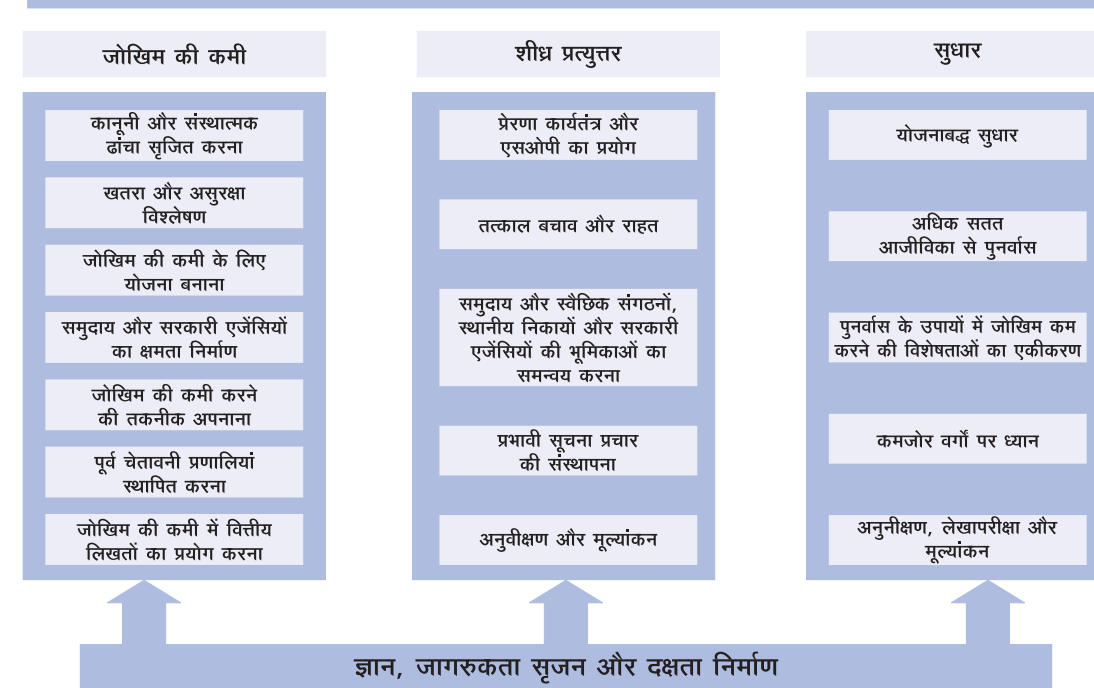 जोखिम की कमी
कानूनी और संस्थात्मक
ढांचा सृजित करना
खतरा और असुरक्षा
विश्लेषण
जोखिम की कमी के लिए
योजना बनाना
समुदाय और सरकारी एजेंसियों
का क्षमता निर्माण
जोखिम की कमी करने
की तकनीक अपनाना
पूर्व चेतावनी प्रणालियां
स्थापित करना
जोखिम की कमी में वित्तीय
लिखतों का प्रयोग करना
शीध्र प्रत्युत्तर
प्रेरणा कार्यतंत्र और
एसओपी का प्रयोग
तत्काल बचाव और राहत
समुदाय और स्वैछिक संगठनों,
स्थानीय निकायों और सरकारी
एजेंसियों की भूमिकाओं का
समन्वय करना
प्रभावी सूचना प्रचार
की संस्थापना
अनुवीक्षण और मूल्यांकन
सुधार
योजनाबद्ध सुधार
अधिक सतत
आजीविका से पुनर्वास
पुनर्वास के उपायों में जोखिम कम
करने की विशेषताओं का एकीकरण
कमजोर वर्गों पर ध्यान
अनुनीक्षण, लेखापरीक्षा और
मूल्यांकन
ज्ञान, जागरुकता सृजन और दक्षता निर्माण